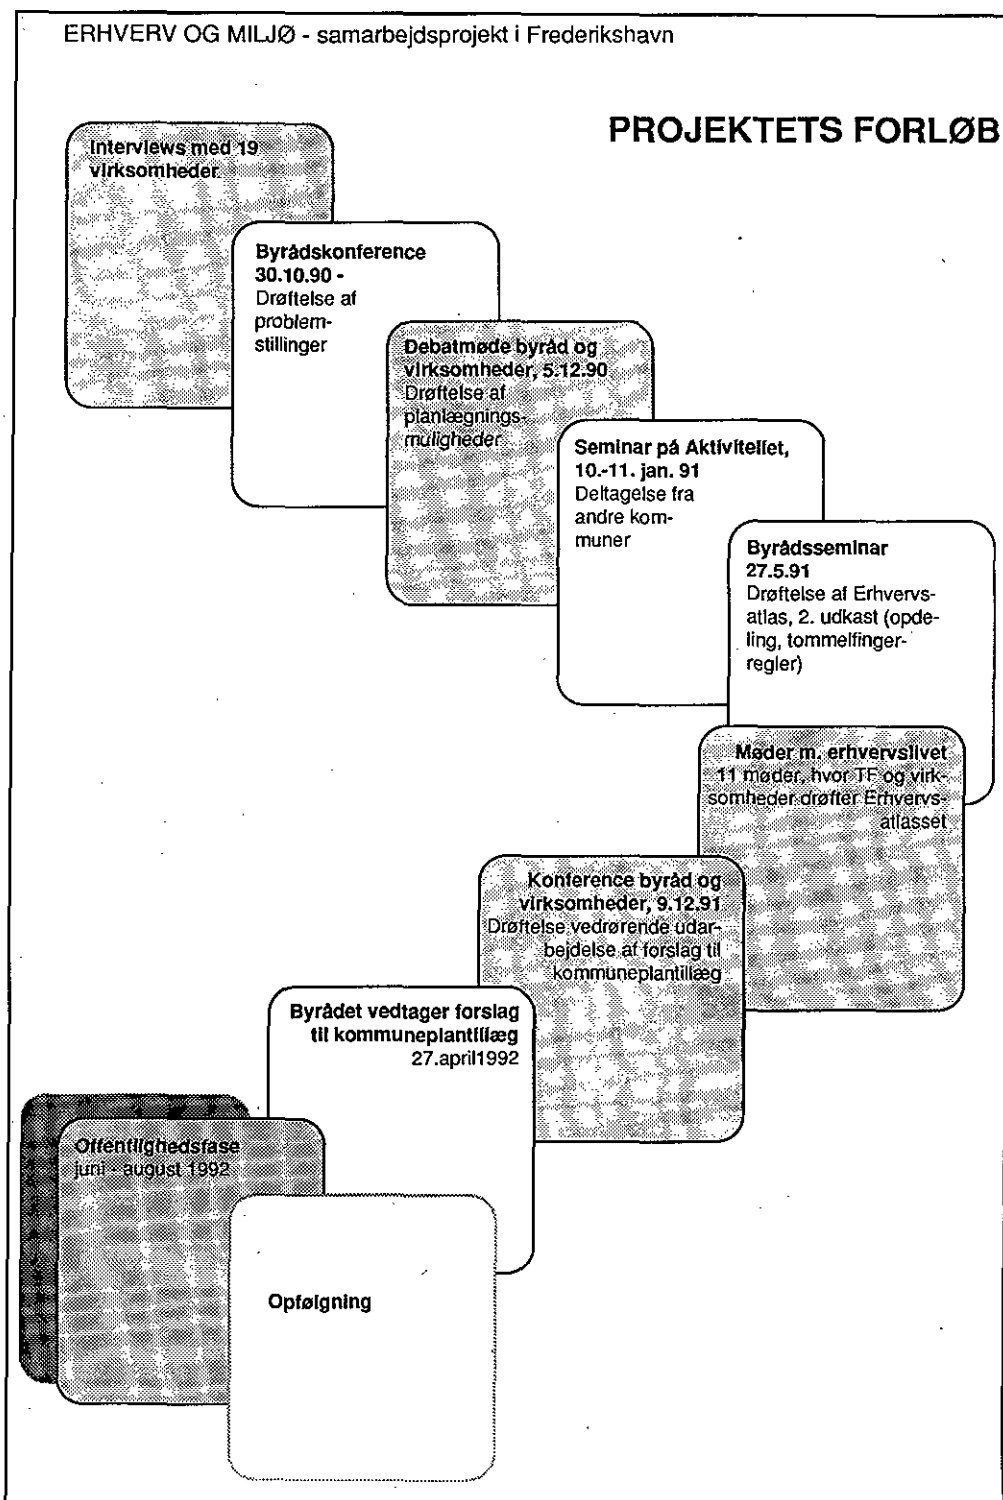 ERHVERV OG MILJØ - samarbejdsprojekt i Frederikshavn
PROJEKTETS FORLØB
Interviews med 19
virksomheder.
Byrådskonference
30.10.90 -
Drøftelse af
problem-
stillinger
Debatmøde byråd og
virksomheder, 5.12.90
Drøftelse af
planlægnings-
muligheder
Seminar på Aktivitellet,
10.-11. jan. 91
Deltagelse fra
andre kom-
muner
Byrådsseminar
27.5.91
Drøftelse af Erhvervs-
atlas, 2. udkast (opde-
ling, tommelfinger-
regler)
Møder m. erhvervslivet
11 møder, hvor TF og virk-
somheder drøfter Erhvervs-
atlasset
Konference byråd og
virksomheder, 9.12.91
Drøftelse vedrørende udar-
bejdelse af forslag til
kommuneplantillæg
Byrådet vedtager forslag
til kommuneplantillæg
27.april1992
Offentlighedsfase
juni - august 1992
Opfølgning